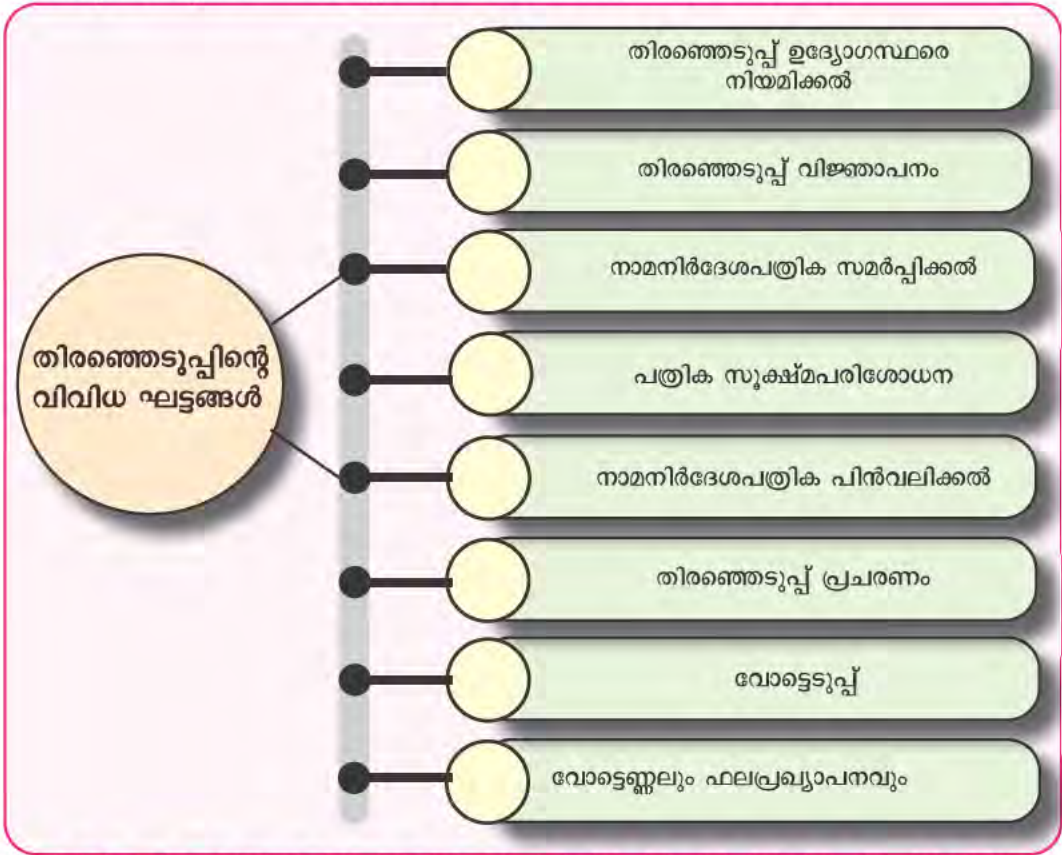 തിരഞ്ഞെടുപ്പിന്റെ
വിവിധ ഘട്ടങ്ങൾ
തിരഞ്ഞെടുപ്പ് ഉദ്യോഗസ്ഥരെ
നിയമിക്കൽ
തിരഞ്ഞെടുപ്പ് വിജ്ഞാപനം
നാമനിർദേശപത്രിക സമർപ്പിക്കൽ
പത്രിക സൂക്ഷ്മപരിശോധന
നാമനിർദേശപത്രിക പിൻവലിക്കൽ
തിരഞ്ഞെടുപ്പ് പ്രചരണം
വോട്ടെടുപ്പ്
വോട്ടെണ്ണലും ഫലപ്രഖ്യാപനവും